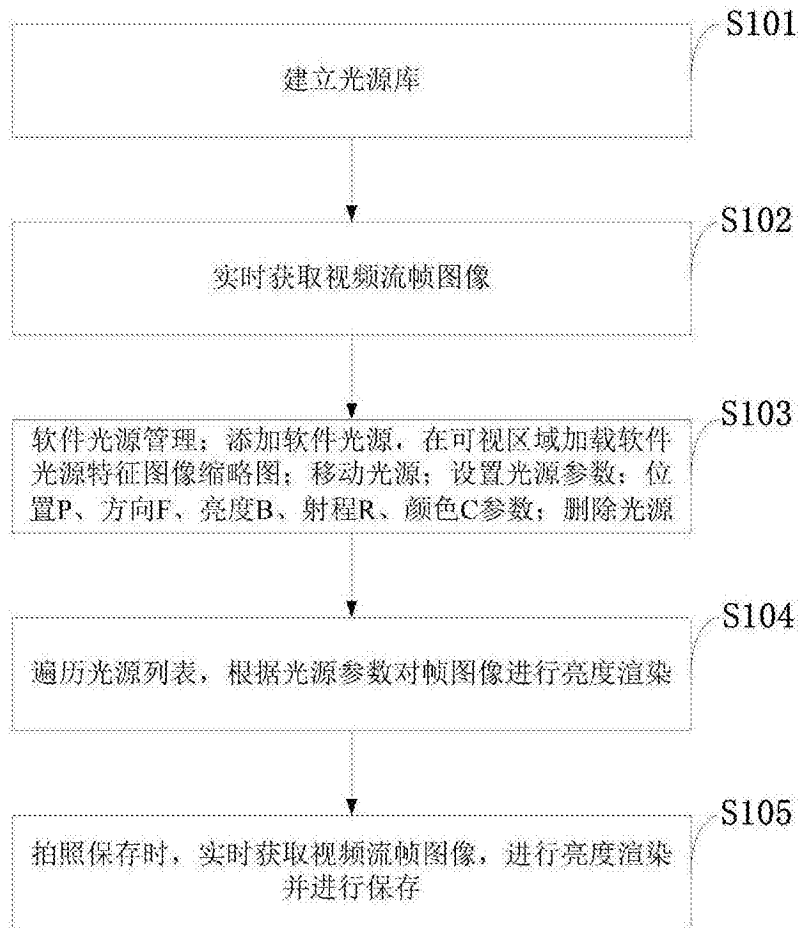 S101
建立光源库
S102
实时获取视频流帧图像
S103
软件光源管理；添加软件光源，在可视区域加载软件
光源特征图像缩略图；移动光源；设置光源参数；位
置P、方向F、亮度B、射程R、颜色C参数；删除光源
S104
遍历光源列表，根据光源参数对帧图像进行亮度渲染
S105
拍照保存时，实时获取视频流帧图像，进行亮度渲染
并进行保存